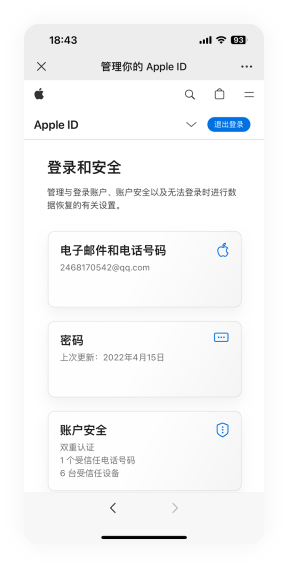 18:43
93
管理你的 Apple ID
Apple ID
退出登录
登录和安全
管理与登录账户、账户安全以及无法登录时进行数
据恢复的有关设置。
电子邮件和电话号码
2468170542@qq.com
密码
上次更新：2022年4月15日
账户安全
双重认证
1 个受信任电话号码
6 台受信任设备